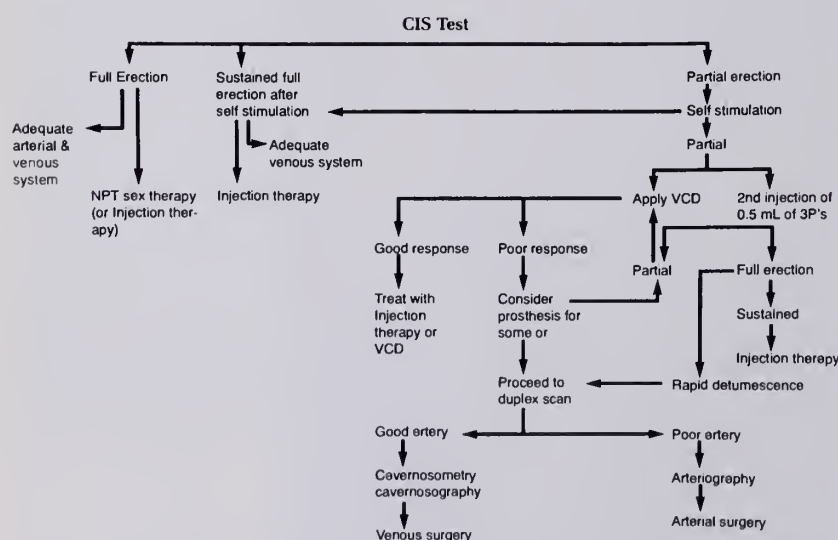 CIS Test
Full Erection
Sustained full
erection after
self stimulation
Partial erection
Self stimulation
Adequate
arterial &
venous
system
Adequate
venous system
Partial
NPT sex therapy
(or Injection ther-
apy)
Injection therapy
Apply VCD
2nd injection of
0.5 mL of 3P's
Good response
Poor response
Partial
Full erection
Treat with
Injection
therapy or
VCD
Consider
prosthesis for
some or
Sustained
Injection therapy
Proceed to
duplex scan
Rapid detumescence
Good ertery
Poor ertery
Cavernosometry
cavernosography
Arteriography
Venous surgery
Arterial surgery